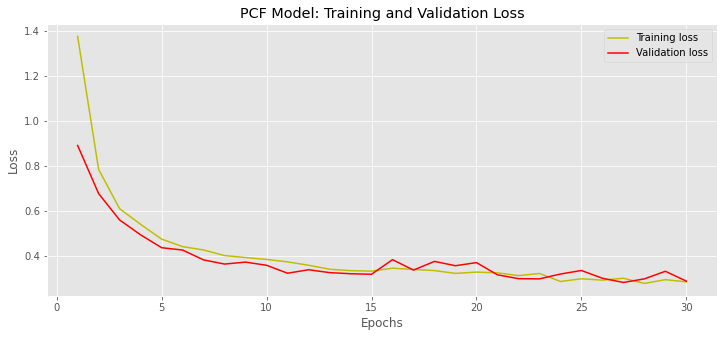 PCF Model: Training and Validation Loss
Training loss
Validation loss
Loss
1.4
1.2
1.0
0.8
0.6
0.4
0 5 10 15 20 25 30
Epochs